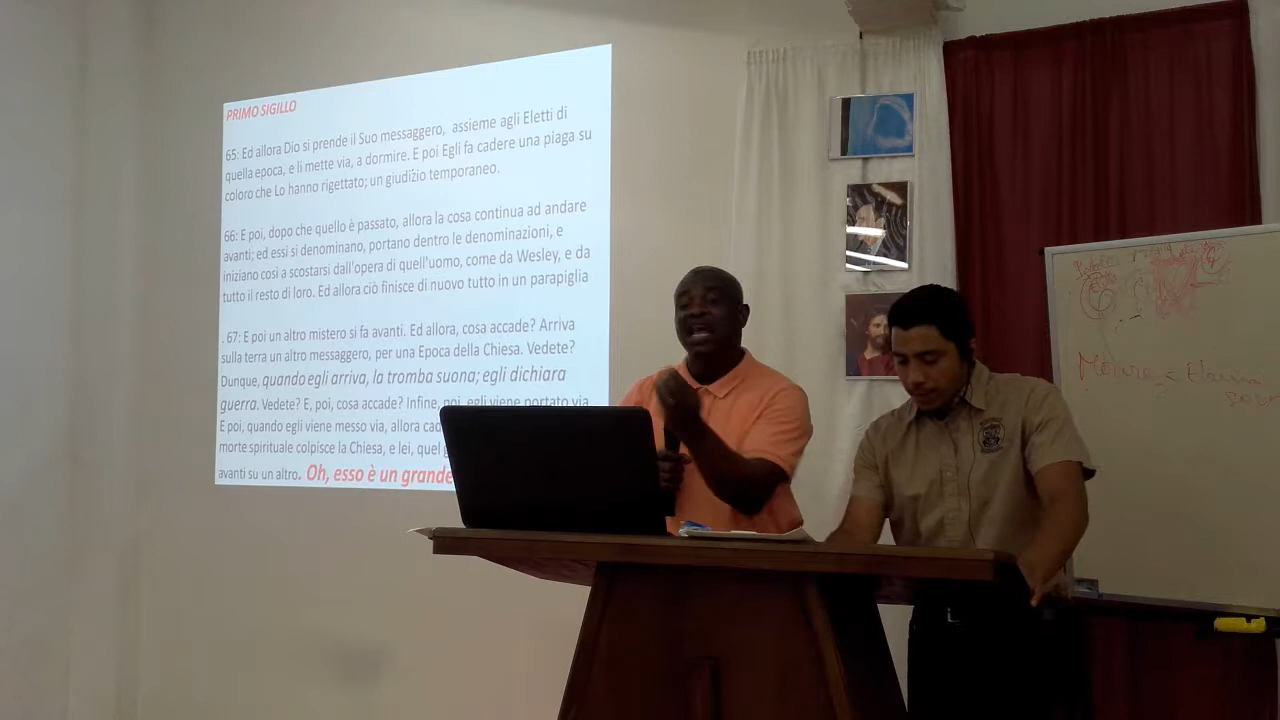 PRIMO SIGILLO
65: Ed allora Dio si prende il Suo messaggero, assieme agli Eletti di
quella epoca, e li mette via, a dormire. E poi Egli fa cadere una piaga su
coloro che Lo hanno rigettato; un giudizio temporaneo.
66: E poi, dopo che quello è passato, allora la cosa continua ad andare
avanti; ed essi si denominano, portano dentro le denominazioni, e
iniziano così a scostarsi dall'opera di quell'uomo, come da Wesley, e da
tutto il resto di loro. Ed allora ciò finisce di nuovo tutto in un parapiglia
. 67: E poi un altro mistero si fa avanti. Ed allora, cosa accade? Arriva
sulla terra un altro messaggero, per una Epoca della Chiesa. Vedete?
Dunque, quando egli arriva, la tromba suona; egli dichiara
guerra. Vedete? E, poi, cosa accade? Infine, poi, egli viene portato via
E poi, quando egli viene messo via, allora
morte spirituale colpisce la Chiesa, e lei, quel
avanti su un altro. Oh, esso è un grande